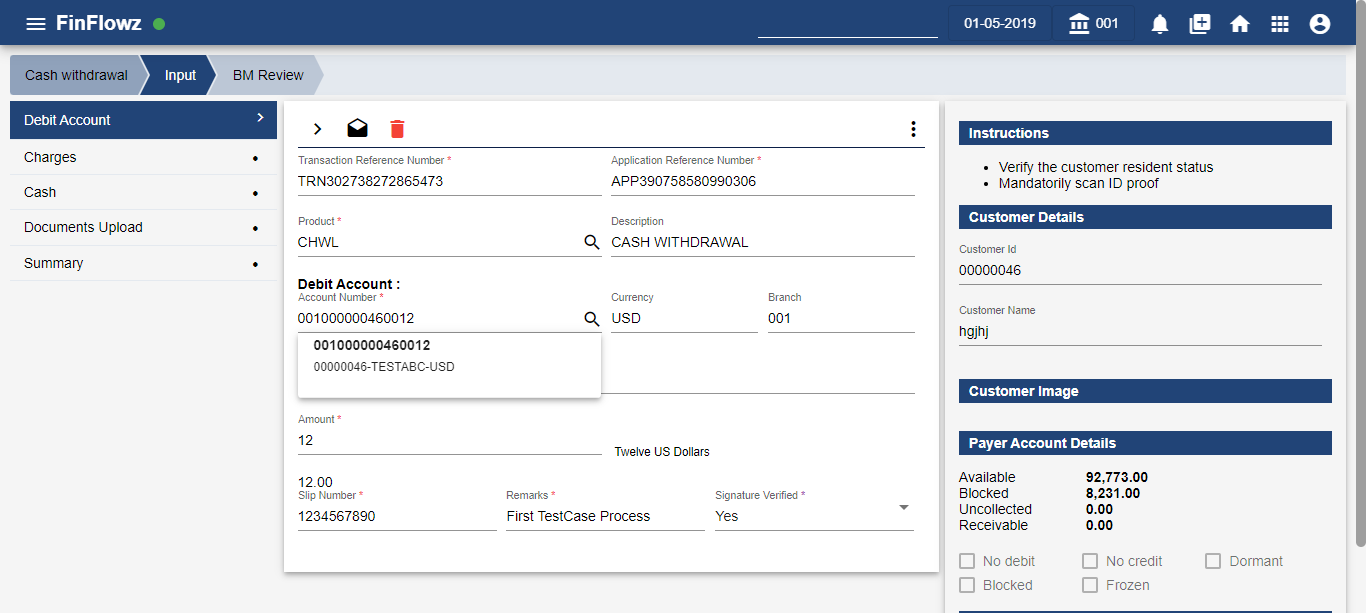 FinFlowz
01-05-2019
001
Cash withdrawal
Input
BM Review
Debit Account
Charges
Cash
Documents Upload
Summary
Transaction Reference Number *
Application Reference Number *
TRN302738272865473
APP390758580990306
Product *
Description
CHWL
CASH WITHDRAWAL
Debit Account :
Account Number *
Currency
Branch
001000000460012
USD
001
001000000460012
00000046-TESTABC-USD
Amount *
12
Twelve US Dollars
12.00
Slip Number *
Remarks *
Signature Verified *
1234567890
First TestCase Process
Yes
Instructions
Verify the customer resident status
Mandatorily scan ID proof
Customer Details
Customer Id
00000046
Customer Name
hgjhj
Customer Image
Payer Account Details
Available 92,773.00
Blocked 8,231.00
Uncollected 0.00
Receivable 0.00
No debit No credit Dormant
Blocked Frozen